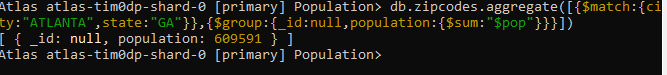 Atlas atlas-tim0dp-shard-0 [primary] Population> db.zipcodes.aggregate([{$match:{ci
ty:"ATLANTA",state:"GA"}},{$group:{_id:null,population:{$sum:"$pop"}}}])
[ { _id: null, population: 609591 } ]
Atlas atlas-tim0dp-shard-0 [primary] Population>